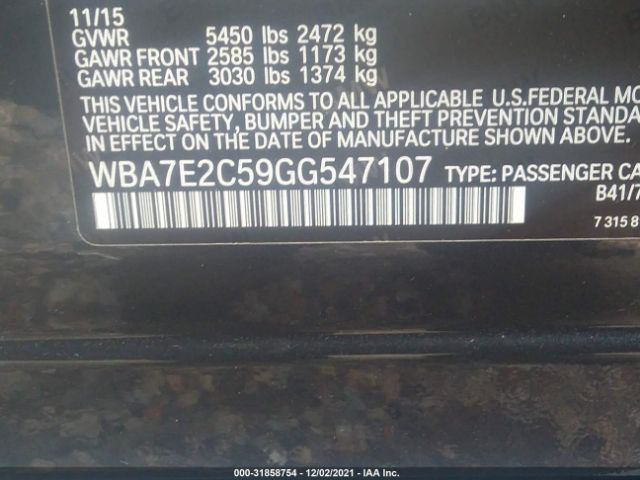 11/15
GVWR 5450 lbs 2472 kg
GAWR FRONT 2585 lbs 1173 kg
GAWR REAR 3030 lbs 1374 kg
THIS VEHICLE CONFORMS TO ALL APPLICABLE U.S.FEDERAL MO
VEHICLE SAFETY, BUMPER AND THEFT PREVENTION STANDA
IN EFFECT ON THE DATE OF MANUFACTURE SHOWN ABOVE.
WBA7E2C59GG547107 TYPE: PASSENGER CA
B41/7
7 315 8
000-31858754 - 12/02/2021 - IAA Inc.